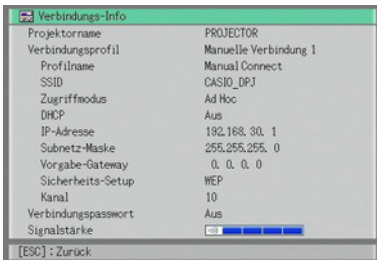 Verbindungs-Info
Projektorname PROJECTOR
Verbindungsprofil Manuelle Verbindung 1
Profilname Manual Connect
SSID CASIO_DPJ
Zugriffmodus Ad Hoc
DHCP Aus
IP-Adresse 192.168. 30. 1
Subnetz-Maske 255.255.255. 0
Vorgabe-Gateway 0. 0. 0. 0
Sicherheits-Setup WEP
Kanal 10
Verbindungspasswort Aus
Signalstärke
[ESC] : Zurück